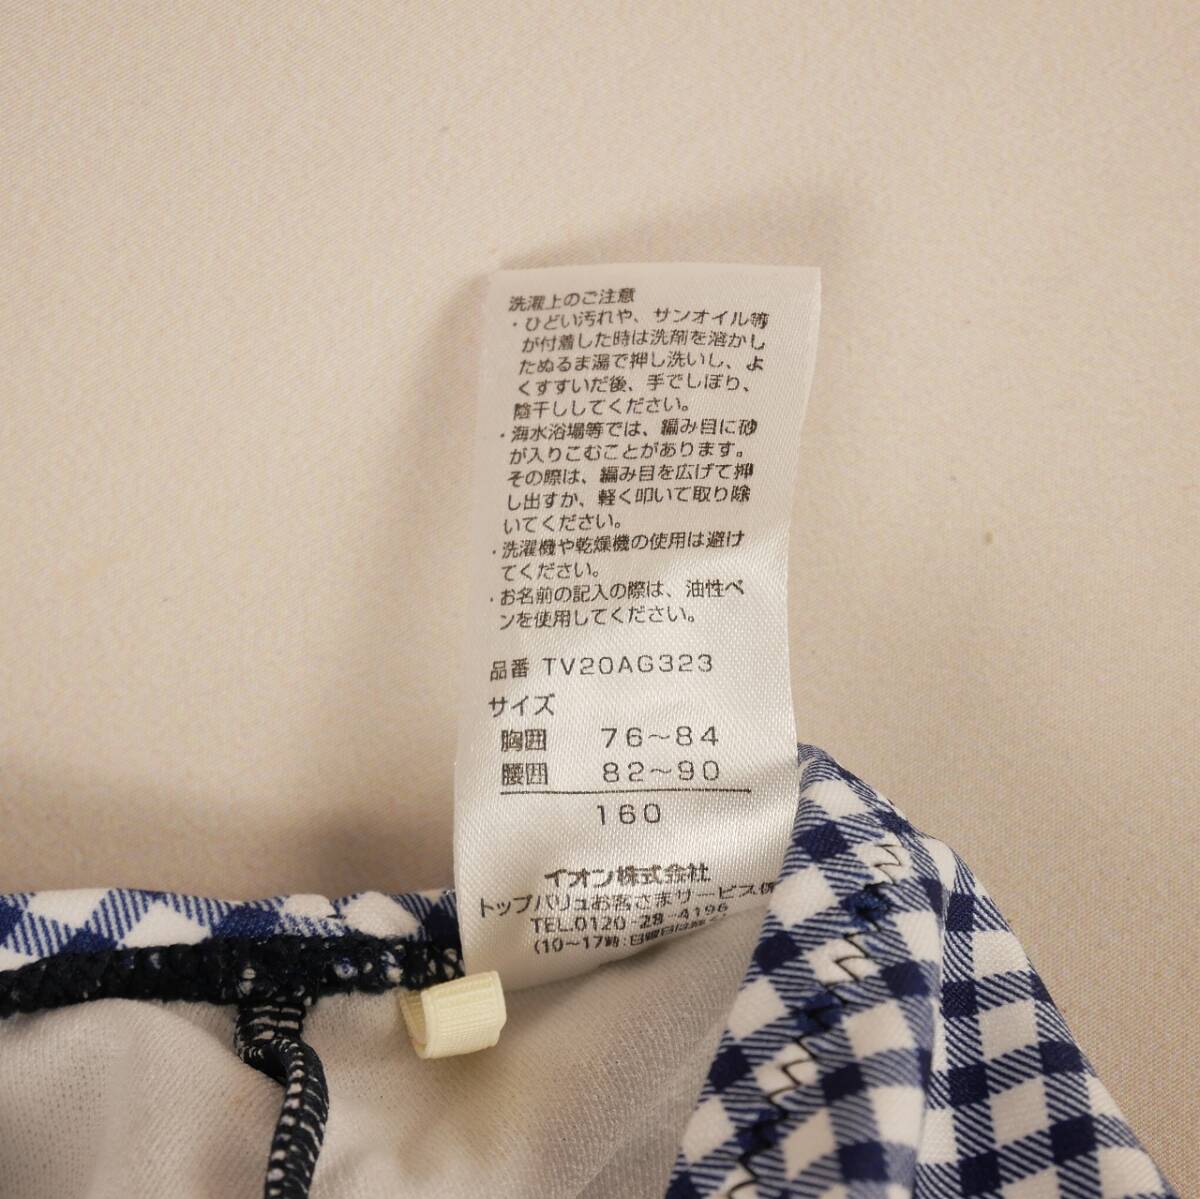 洗濯上のご注意
・ひどい汚れや、サンオイル等
が付着した時は洗剤を溶かし
たぬるま湯で押し洗いし、よ
くすすいだ後、手でしぼり、
陰干ししてください。
・海水浴場等では、編み目に砂
が入りこむことがあります。
その際は、編み目を広げて押
し出すか、軽く叩いて取り除
いてください。
・洗濯機や乾燥機の使用は避け
てください。
・お名前の記入の際は、油性ペ
ンを使用してください。
品番 TV20AG323
サイズ
胸囲 76～84
腰囲 82～90
160
イオン株式会社
トップバリュお客さまサービス係
TEL.0120-28-4196
(10～17時:日曜日は